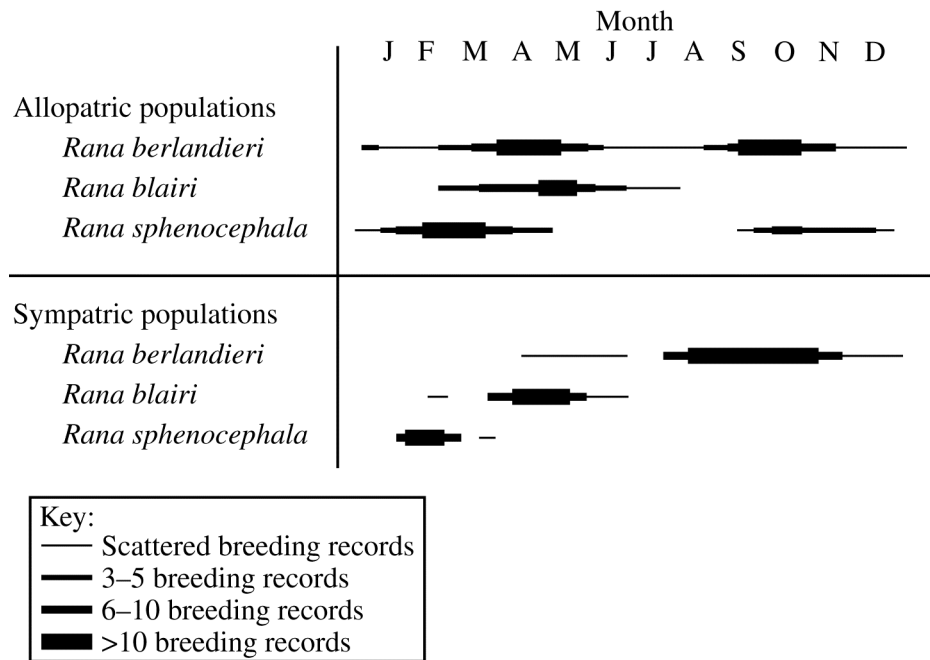 Month
J F M A M J J A S O N D
Allopatric populations
Rana berlandieri
Rana blairi
Rana sphenocephala
Sympatric populations
Rana berlandieri
Rana blairi
Rana sphenocephala
Key:
Scattered breeding records
3–5 breeding records
6–10 breeding records
>10 breeding records